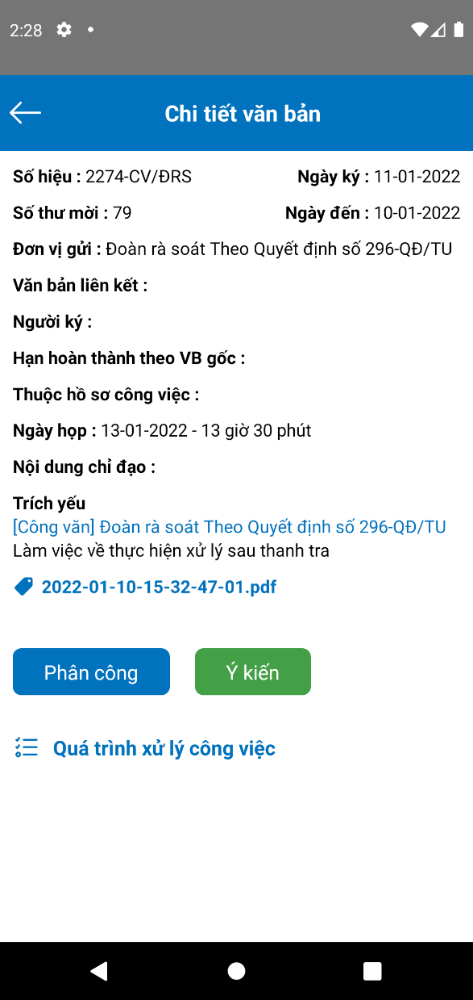 2:28
Chi tiết văn bản
Số hiệu : 2274-CV/ĐRS Ngày ký : 11-01-2022
Số thư mời : 79 Ngày đến : 10-01-2022
Đơn vị gửi : Đoàn rà soát Theo Quyết định số 296-QĐ/TU
Văn bản liên kết :
Người ký :
Hạn hoàn thành theo VB gốc :
Thuộc hồ sơ công việc :
Ngày họp : 13-01-2022 - 13 giờ 30 phút
Nội dung chỉ đạo :
Trích yếu
[Công văn] Đoàn rà soát Theo Quyết định số 296-QĐ/TU
Làm việc về thực hiện xử lý sau thanh tra
2022-01-10-15-32-47-01.pdf
Phân công Ý kiến
Quá trình xử lý công việc